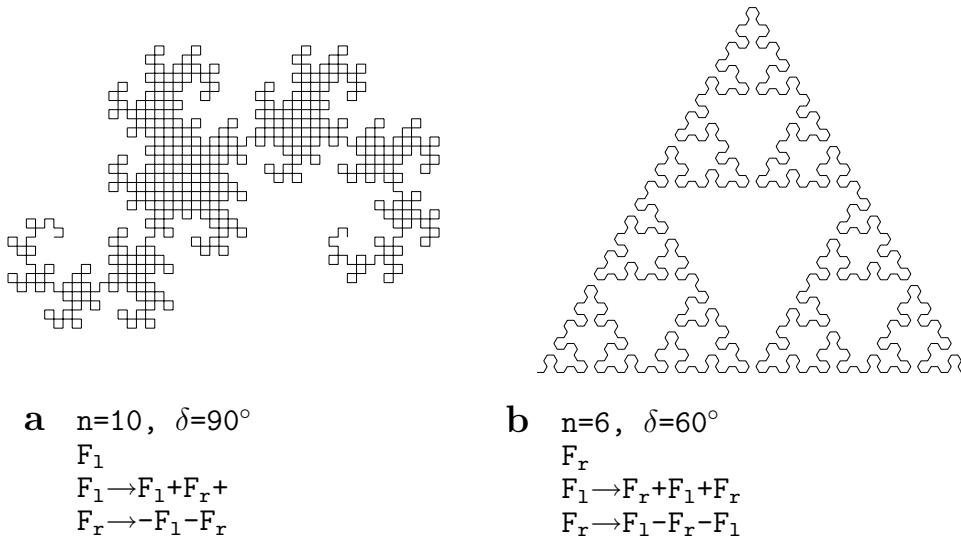 a n=10, δ=90°
F_l
F_l→F_l+F_r+
F_r→-F_l-F_r
b n=6, δ=60°
F_r
F_l→F_r+F_l+F_r
F_r→F_l-F_r-F_l